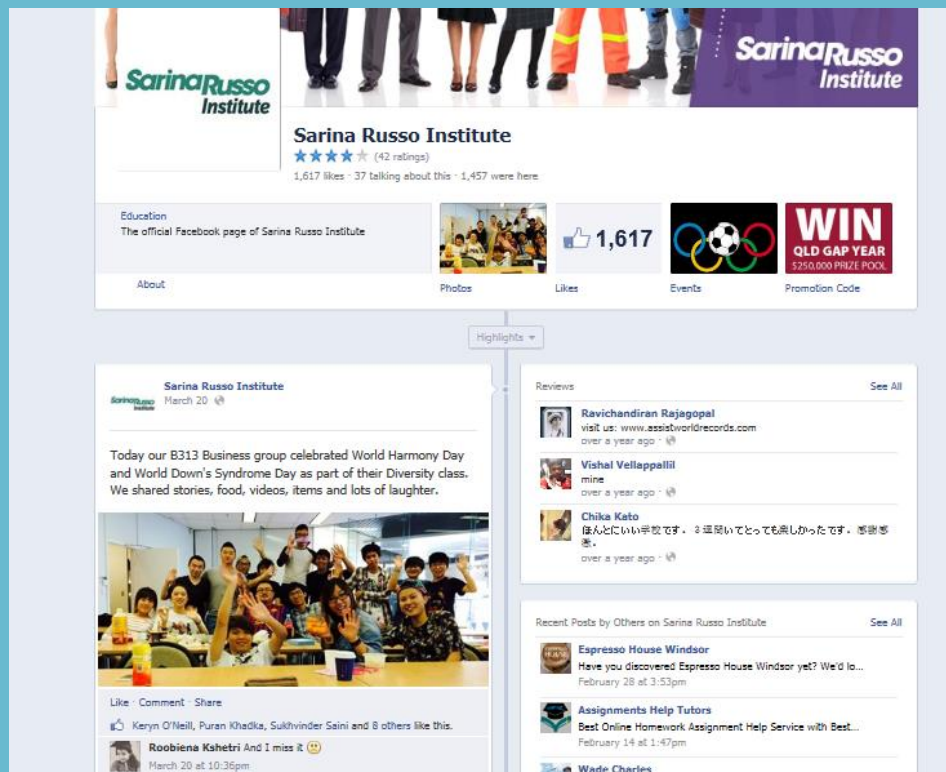 Sarina Russo
Institute
Sarina Russo
Institute
Sarina Russo Institute
(42 ratings)
1,617 likes · 37 talking about this · 1,457 were here
Education
The official Facebook page of Sarina Russo Institute
About
Photos
1,617
Likes
Events
WIN
QLD GAP YEAR
$250,000 PRIZE POOL
Promotion Code
Highlights
Sarina Russo Institute
Sarina Russo
Institute
March 20
Today our B313 Business group celebrated World Harmony Day
and World Down's Syndrome Day as part of their Diversity class.
We shared stories, food, videos, items and lots of laughter.
Like · Comment · Share
Keryn O'Neill, Puran Khadka, Sukhvinder Saini and 8 others like this.
Roobiena Kshetri And I miss it
March 20 at 10:36pm
Reviews
See All
Ravichandiran Rajagopal
visit us: www.assistworldrecords.com
over a year ago
Vishal Vellappallil
mine
over a year ago
Chika Kato
ほんとにいい学校です。３週間いてとっても楽しかったです。感謝感
激。
over a year ago
Recent Posts by Others on Sarina Russo Institute
See All
Espresso House Windsor
Have you discovered Espresso House Windsor yet? We'd lo...
February 28 at 3:53pm
Assignments Help Tutors
Best Online Homework Assignment Help Service with Best...
February 14 at 1:47pm
Wade Charles